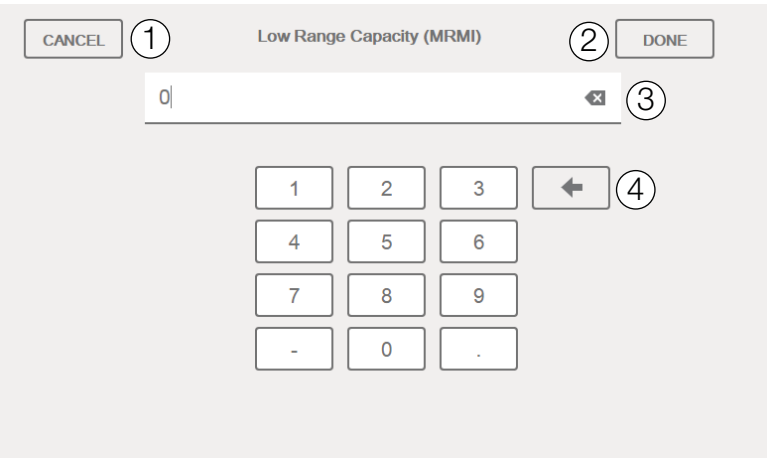 CANCEL 1 Low Range Capacity (MRMI) 2 DONE
0 3
1 2 3 4
4 5 6
7 8 9
- 0 .